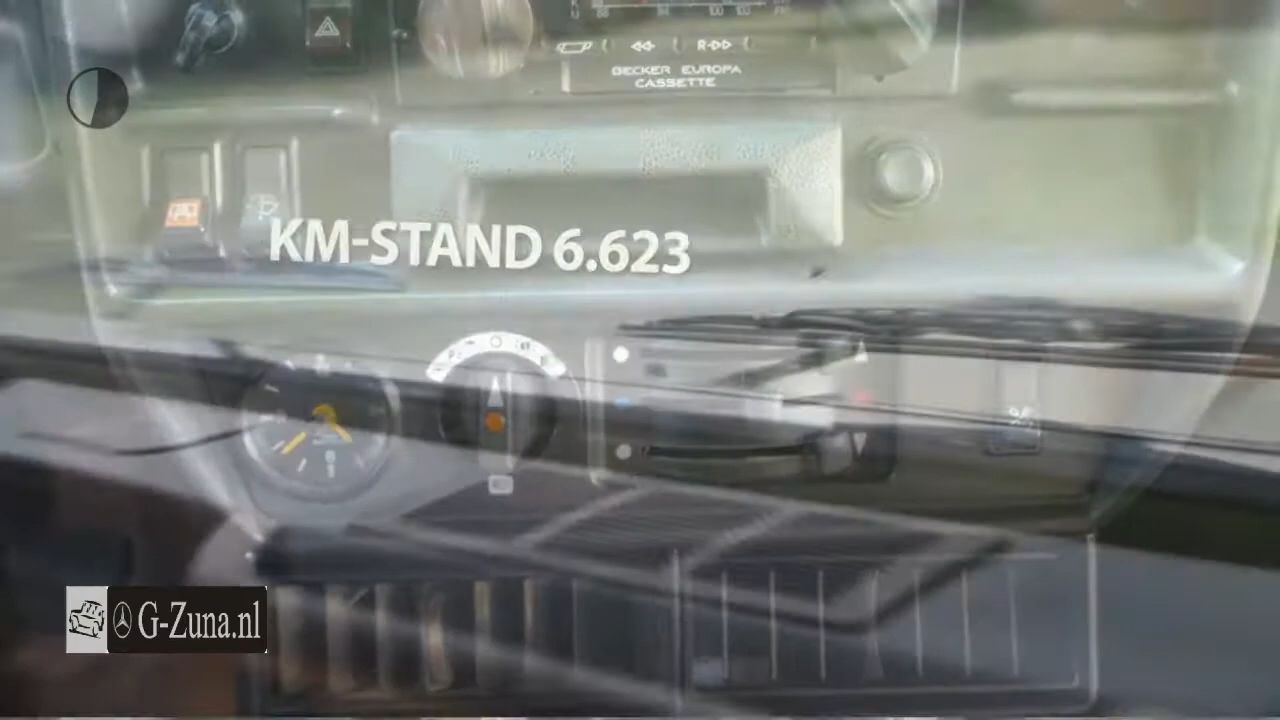 R
BECKER EUROPA
CASSETTE
KM-STAND 6.623
G-Zuna.nl